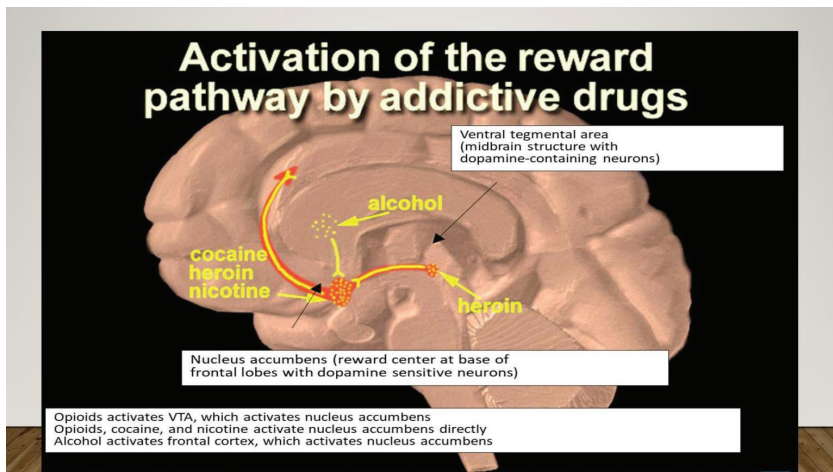 Activation of the reward
pathway by addictive drugs
Ventral tegmental area
(midbrain structure with
dopamine-containing neurons)
alcohol
cocaine
heroin
nicotine
heroin
Nucleus accumbens (reward center at base of
frontal lobes with dopamine sensitive neurons)
Opioids activates VTA, which activates nucleus accumbens
Opioids, cocaine, and nicotine activate nucleus accumbens directly
Alcohol activates frontal cortex, which activates nucleus accumbens